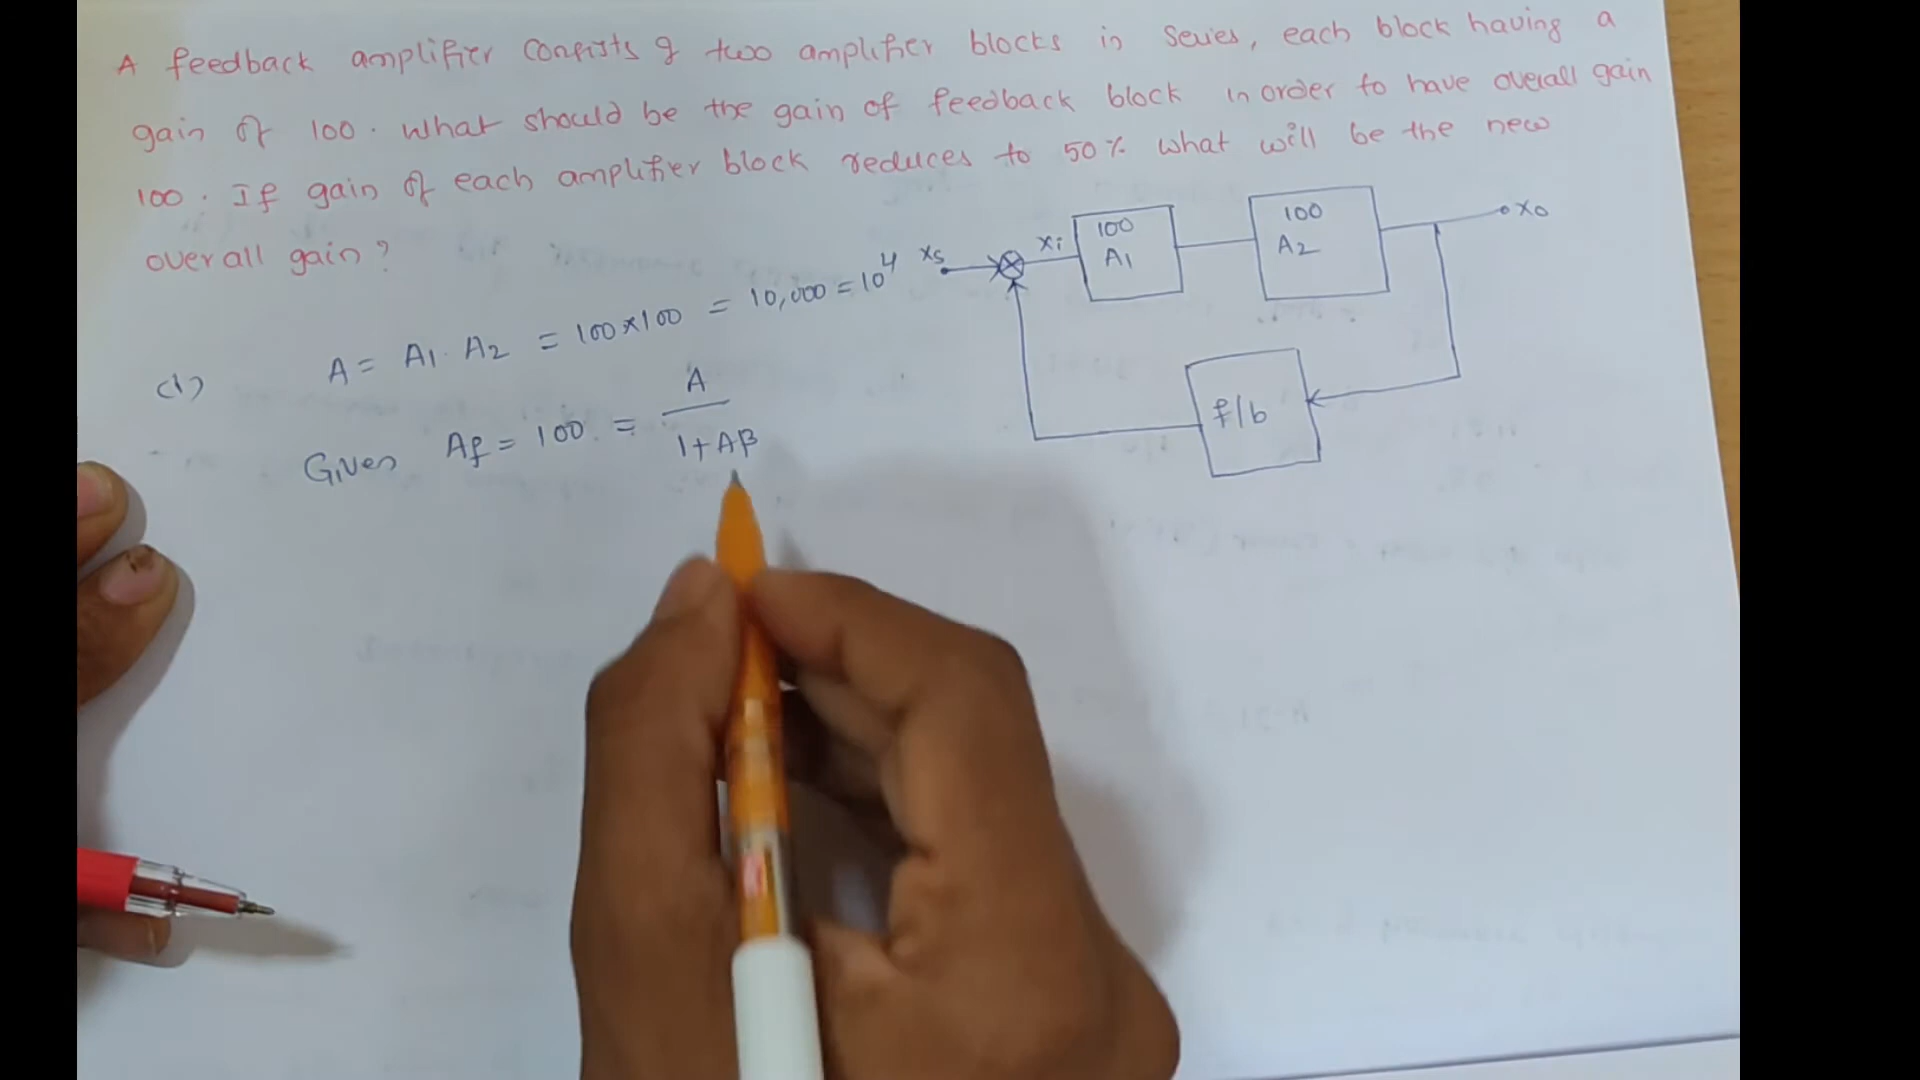 A feedback amplifier consists of two amplifier blocks in series, each block having a
gain of 100. What should be the gain of feedback block in order to have overall gain
100. If gain of each amplifier block reduces to 50% what will be the new
overall gain?
(1) A = A1 . A2 = 100×100 = 10,000 = 10^4
Given Af = 100 = A / 1+Aβ
xs
xi
100
A1
100
A2
xo
f/b